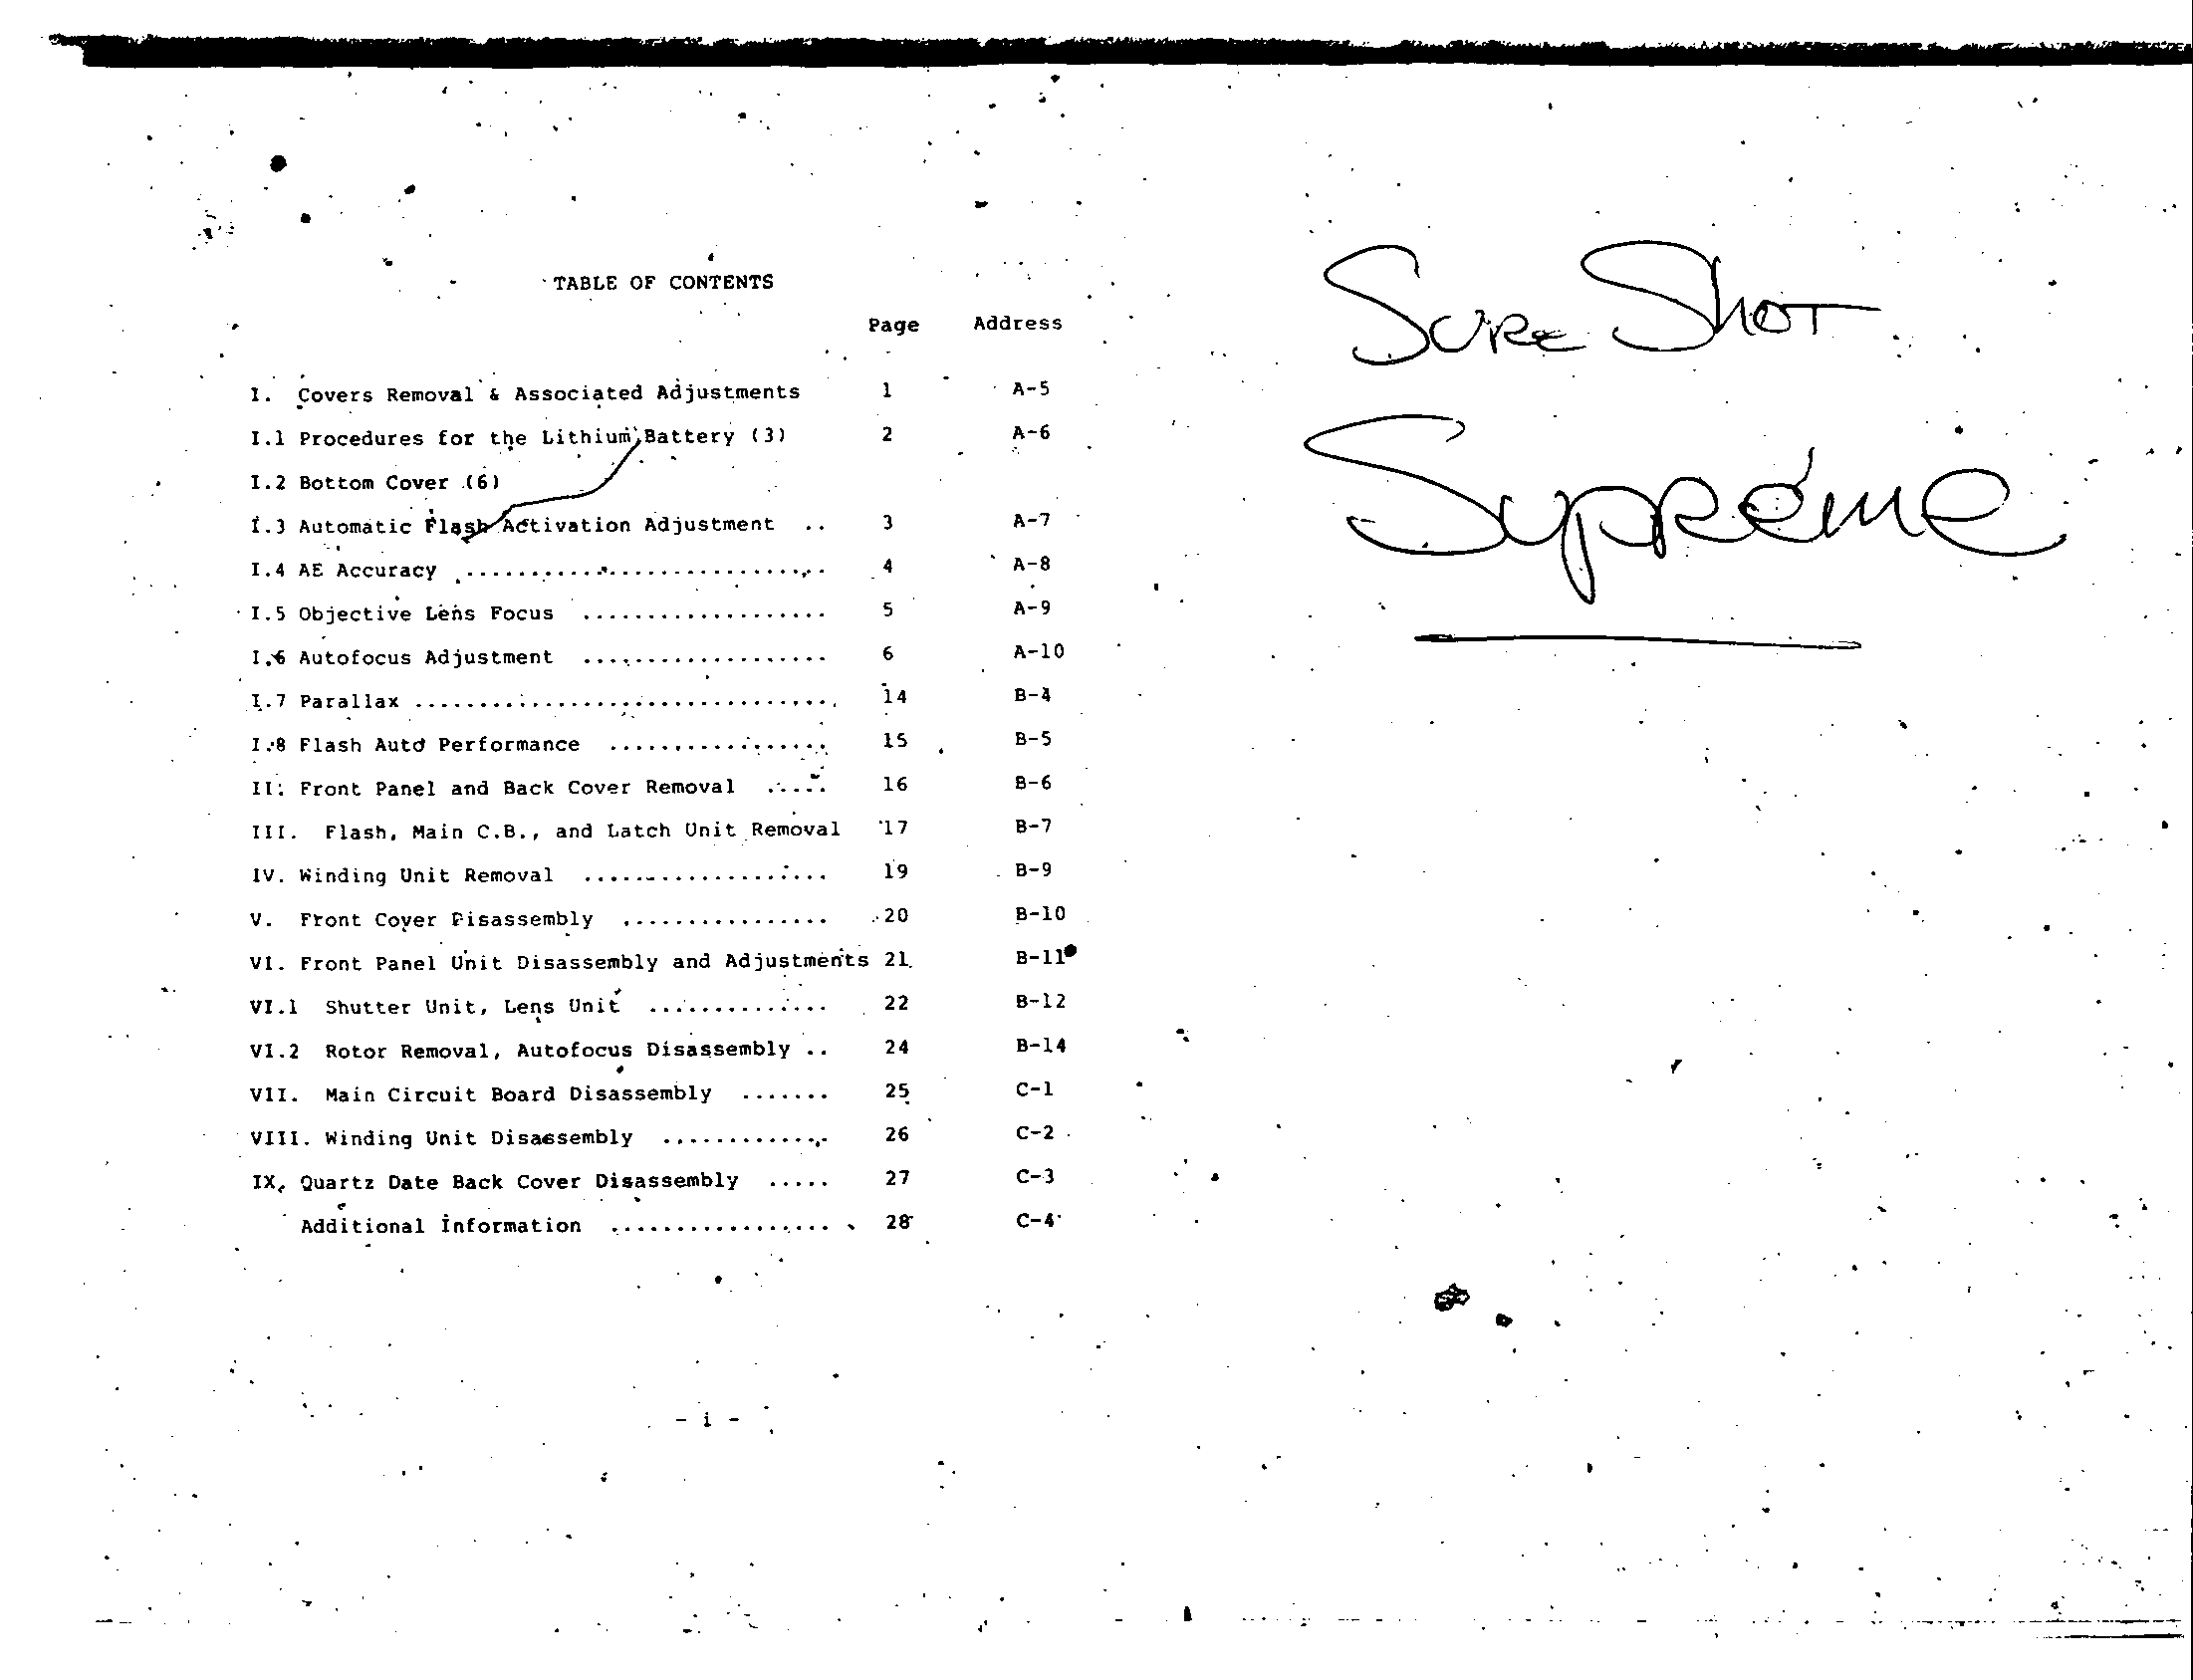 TABLE OF CONTENTS
Page Address
I. Covers Removal & Associated Adjustments 1 A-5
I.1 Procedures for the Lithium Battery (3) 2 A-6
I.2 Bottom Cover (6)
I.3 Automatic Flash Activation Adjustment .. 3 A-7
I.4 AE Accuracy ............................. 4 A-8
I.5 Objective Lens Focus ................... 5 A-9
I.6 Autofocus Adjustment ................... 6 A-10
I.7 Parallax ................................. 14 B-4
I.8 Flash Auto Performance ................. 15 B-5
II. Front Panel and Back Cover Removal ..... 16 B-6
III. Flash, Main C.B., and Latch Unit Removal 17 B-7
IV. Winding Unit Removal ................... 19 B-9
V. Front Cover Disassembly ................ 20 B-10
VI. Front Panel Unit Disassembly and Adjustments 21 B-11
VI.1 Shutter Unit, Lens Unit .............. 22 B-12
VI.2 Rotor Removal, Autofocus Disassembly .. 24 B-14
VII. Main Circuit Board Disassembly ....... 25 C-1
VIII. Winding Unit Disassembly ............. 26 C-2
IX. Quartz Date Back Cover Disassembly ..... 27 C-3
Additional information ................. 28 C-4
- i -
SURE SHOT
Supreme